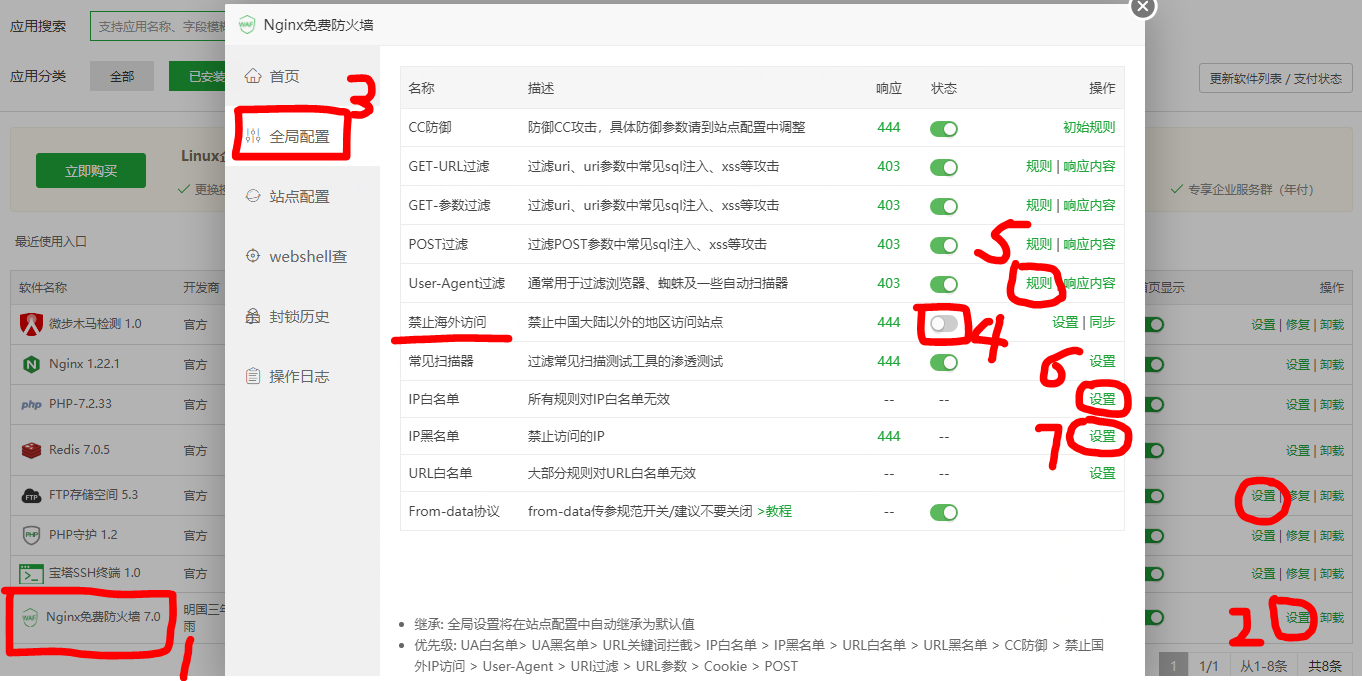 应用搜索
支持应用名称、字段模糊
应用分类
全部
已安装
更新软件列表 / 支付状态
立即购买
Linux企
更换授
专享企业服务群（年付）
最近使用入口
软件名称 开发商
微步木马检测 1.0 官方
Nginx 1.22.1 官方
PHP-7.2.33 官方
Redis 7.0.5 官方
FTP存储空间 5.3 官方
PHP守护 1.2 官方
宝塔SSH终端 1.0 官方
Nginx免费防火墙 7.0 明国三年
雨
1
WAF Nginx免费防火墙
首页
3
全局配置
站点配置
webshell查
封锁历史
操作日志
名称 描述 响应 状态 操作
CC防御 防御CC攻击，具体防御参数请到站点配置中调整 444 初始规则
GET-URL过滤 过滤uri、uri参数中常见sql注入、xss等攻击 403 规则 | 响应内容
GET-参数过滤 过滤uri、uri参数中常见sql注入、xss等攻击 403 规则 | 响应内容
POST过滤 过滤POST参数中常见sql注入、xss等攻击 403 规则 | 响应内容
5
User-Agent过滤 通常用于过滤浏览器、蜘蛛及一些自动扫描器 403 规则 响应内容
禁止海外访问 禁止中国大陆以外的地区访问站点 444 设置 | 同步
4
常见扫描器 过滤常见扫描测试工具的渗透测试 444 设置
6
IP白名单 所有规则对IP白名单无效 -- -- 设置
IP黑名单 禁止访问的IP 444 -- 设置
7
URL白名单 大部分规则对URL白名单无效 -- -- 设置
From-data协议 from-data传参规范开关/建议不要关闭 >教程 --
继承: 全局设置将在站点配置中自动继承为默认值
优先级: UA白名单> UA黑名单> URL关键词拦截> IP白名单 > IP黑名单 > URL白名单 > URL黑名单 > CC防御 > 禁止国
外IP访问 > User-Agent > URI过滤 > URL参数 > Cookie > POST
页显示 操作
设置 | 修复 | 卸载
设置 | 卸载
设置 | 卸载
设置 | 卸载
设置 | 修复 | 卸载
设置 | 修复 | 卸载
设置 | 修复 | 卸载
2
设置 卸载
1 1/1 从1-8条 共8条